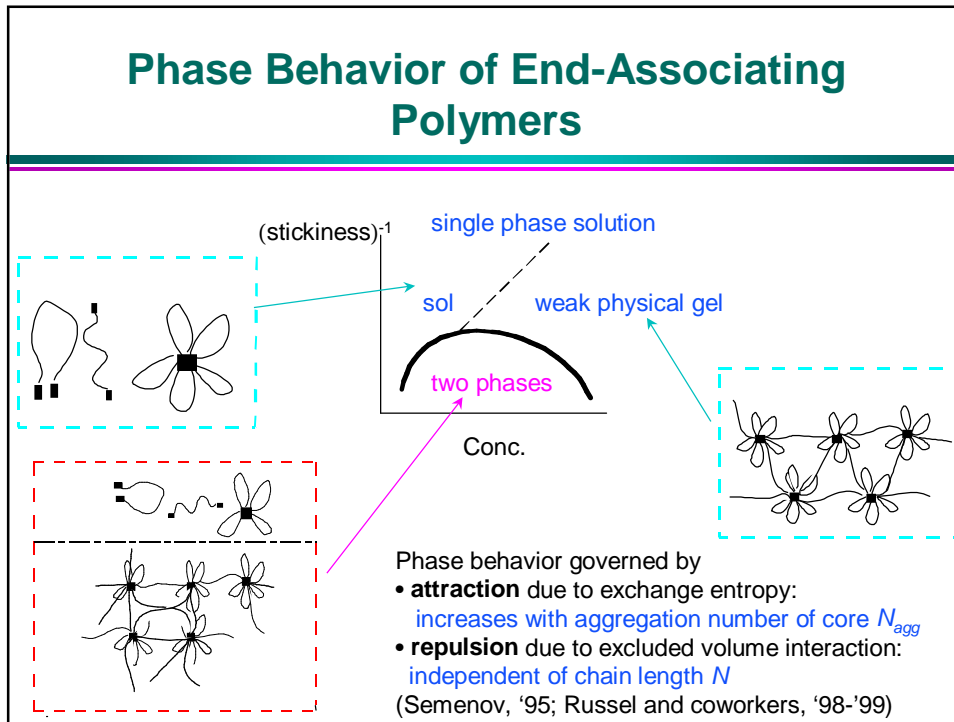 Phase Behavior of End-Associating
Polymers
(stickiness)-1
single phase solution
sol
weak physical gel
two phases
Conc.
Phase behavior governed by
• attraction due to exchange entropy:
increases with aggregation number of core Nagg
• repulsion due to excluded volume interaction:
independent of chain length N
(Semenov, ‘95; Russel and coworkers, ‘98-’99)